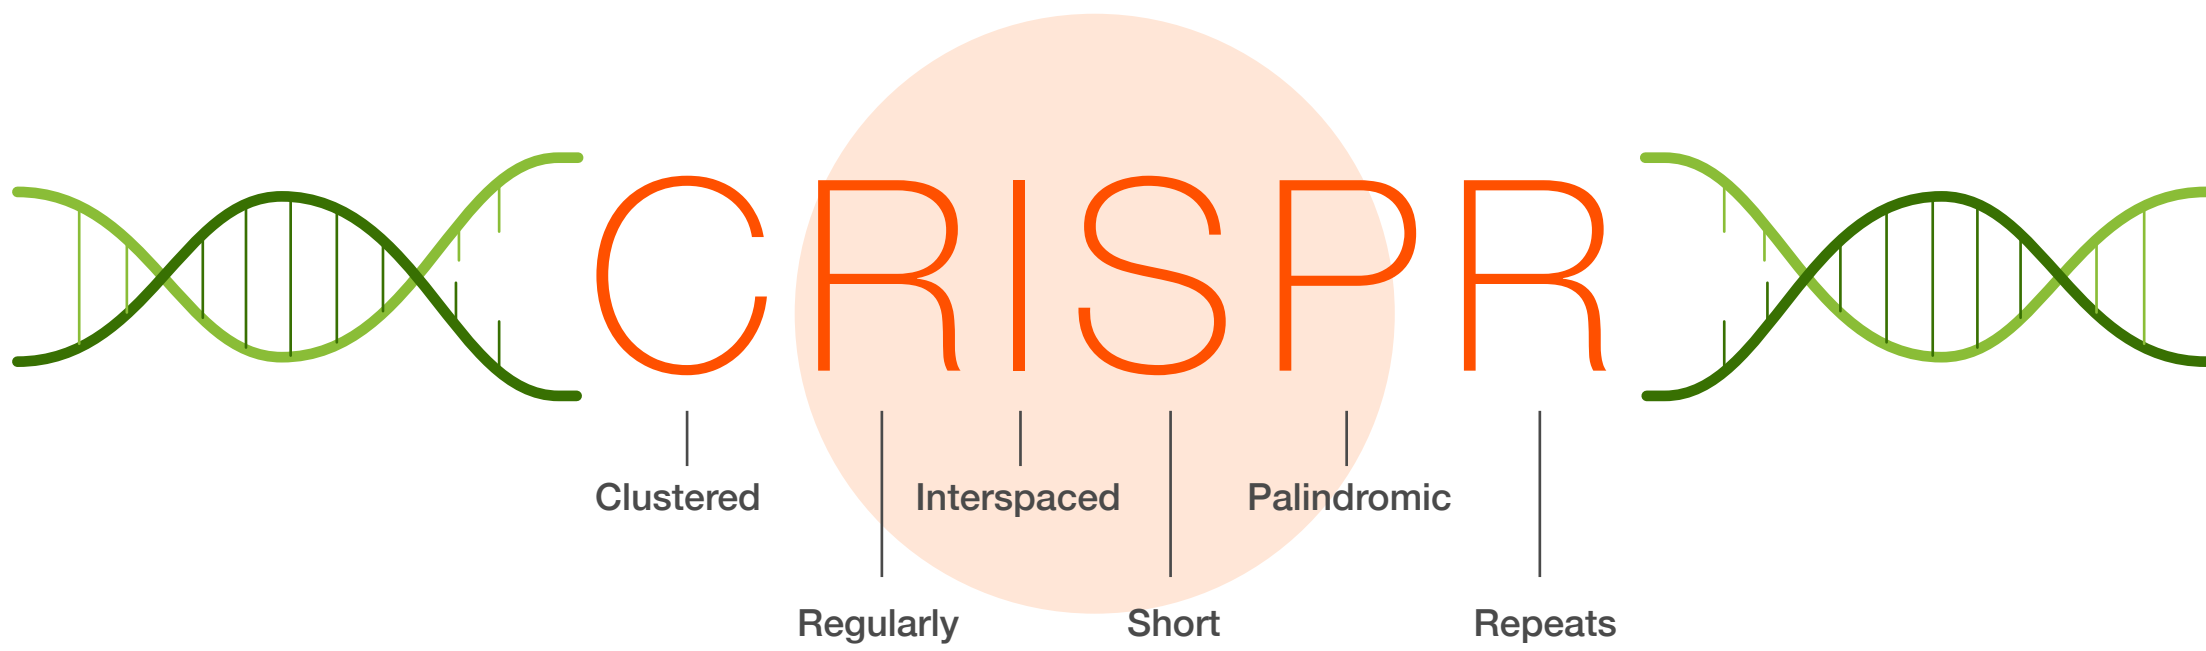 CRISPR
Clustered
Interspaced
Palindromic
Regularly
Short
Repeats